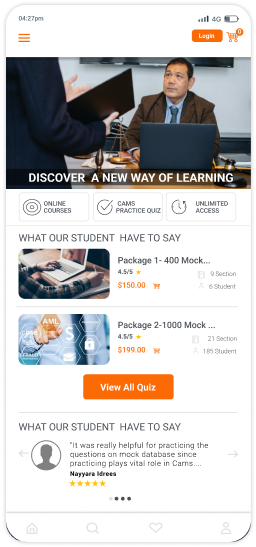 04:27pm 4G
Login 0
DISCOVER A NEW WAY OF LEARNING
ONLINE
COURSES
CAMS
PRACTICE QUIZ
UNLIMITED
ACCESS
WHAT OUR STUDENT HAVE TO SAY
Package 1- 400 Mock...
4.5/5
9 Section
$150.00
6 Student
AML
Fraud
Package 2-1000 Mock ...
4.5/5
21 Section
$199.00
185 Student
View All Quiz
WHAT OUR STUDENT HAVE TO SAY
"It was really helpful for practicing the
questions on mock database since
practicing plays vital role in Cams....
Nayyara Idrees